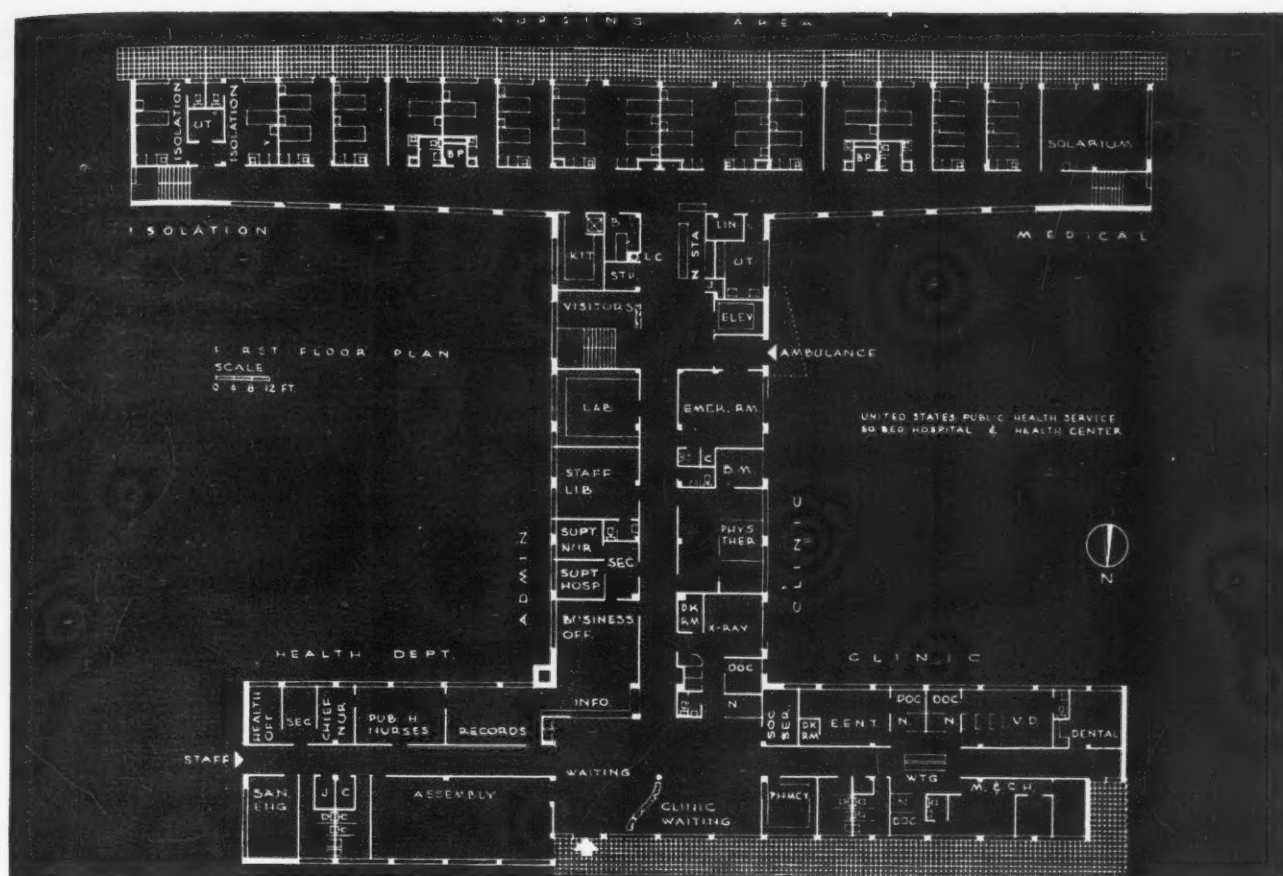 NURSING AREA
ISOLATION
UT
ISOLATION
BP
BP
SOLARIUM
ISOLATION
MEDICAL
KIT
L.C
N STA
LIN
UT
VISITORS
ELEV
AMBULANCE
RST FLOOR PLAN
SCALE
0 4 8 12 FT
LAB
EMER. RM
UNITED STATES PUBLIC HEALTH SERVICE
50 BED HOSPITAL & HEALTH CENTER
C
B.M.
STAFF
LIB
ADMIN
CLINIC
SUPT.
NUR
SEC
SUPT
HOSP
PHYS
THER
N
BUSINESS
OFF.
DK
RM
X-RAY
DOC
N
INFO.
HEALTH DEPT.
CLINIC
HEALTH
OFF
SEC
CHIEF
NUR
PUB H
NURSES
RECORDS
SOC
SER.
DK
RM
E.E.N.T.
DOC
N
DOC
N
V.D
DENTAL
STAFF
WAITING
WTG
SAN.
ENG
J C
ASSEMBLY
CLINIC
WAITING
PHMCY
N
DOC
M. & C.H.